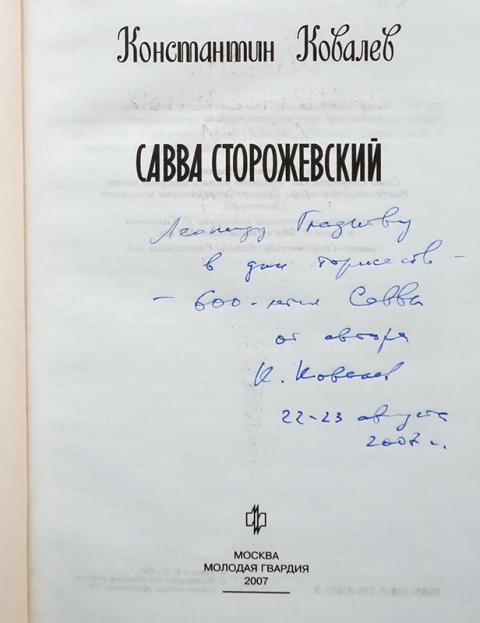 Константин Ковалев
САВВА СТОРОЖЕВСКИЙ
Леониду
в дни торжеств –
– 600-летия Саввы
от автора
К. Ковалев
22-23 августа
2007 г.
МОСКВА
МОЛОДАЯ ГВАРДИЯ
2007